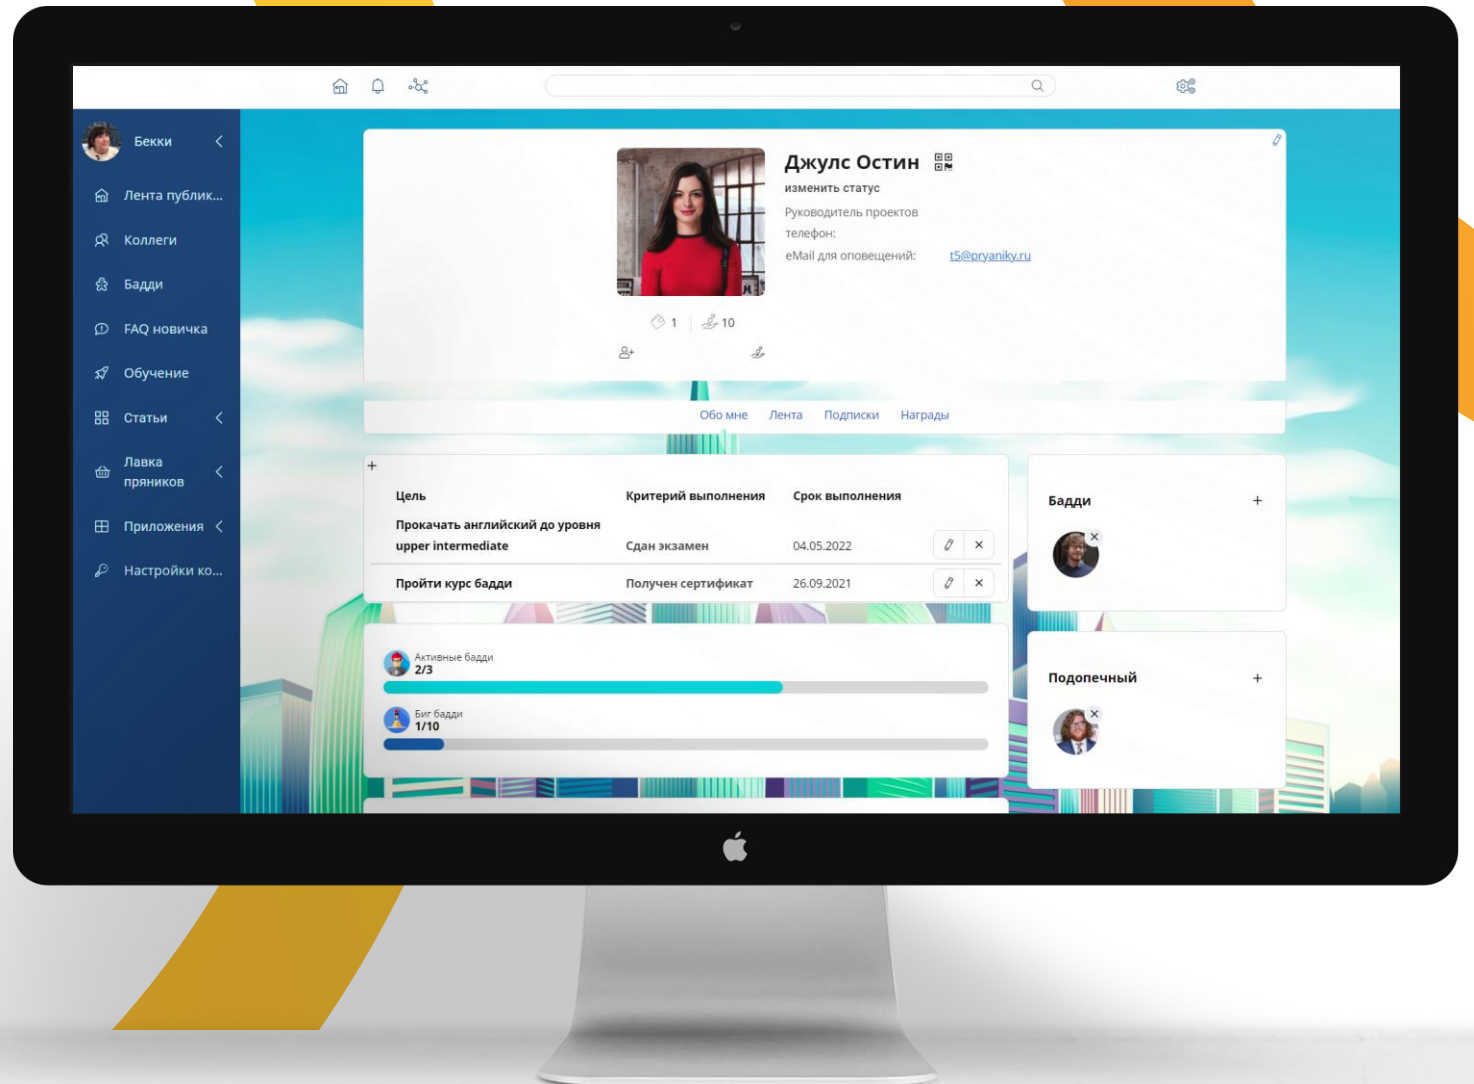 Бекки
Лента публик...
Коллеги
Бадди
FAQ новичка
Обучение
Статьи
Лавка
пряников
Приложения
Настройки ко...
Джулс Остин
изменить статус
Руководитель проектов
телефон:
eMail для оповещений: t5@pryaniky.ru
1 10
Обо мне Лента Подписки Награды
+
Цель Критерий выполнения Срок выполнения
Прокачать английский до уровня
upper intermediate Сдан экзамен 04.05.2022
Пройти курс бадди Получен сертификат 26.09.2021
Активные бадди
2/3
Биг бадди
1/10
Бадди +
Подопечный +